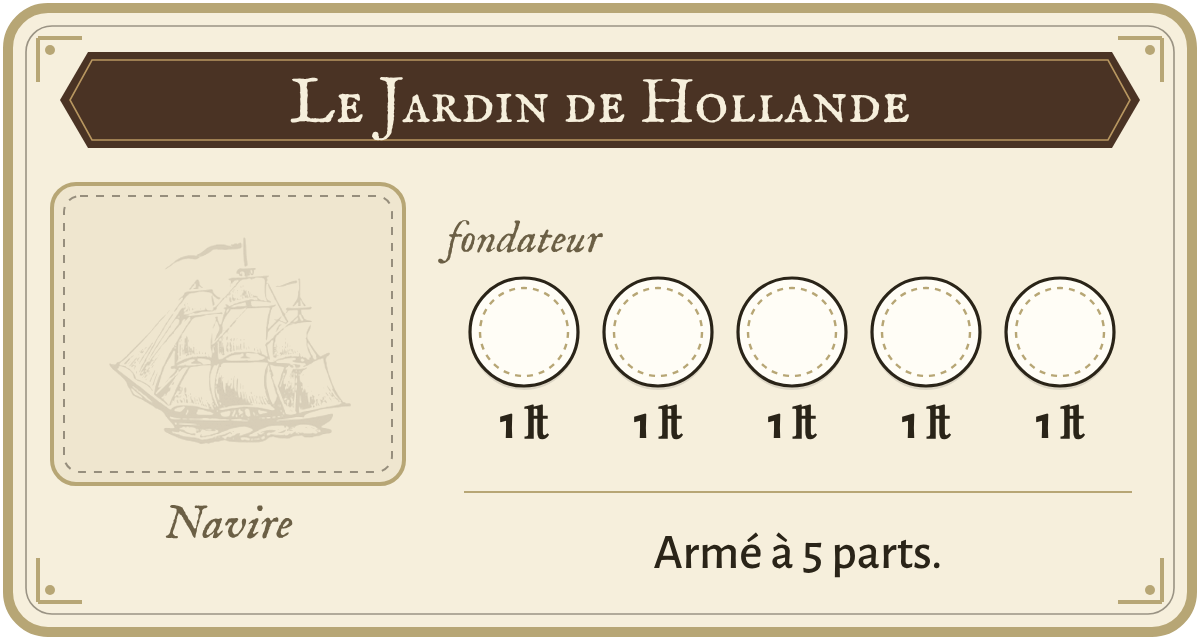 Le Jardin de Hollande
fondateur
1 ₶ 1 ₶ 1 ₶ 1 ₶ 1 ₶
Navire
Armé à 5 parts.